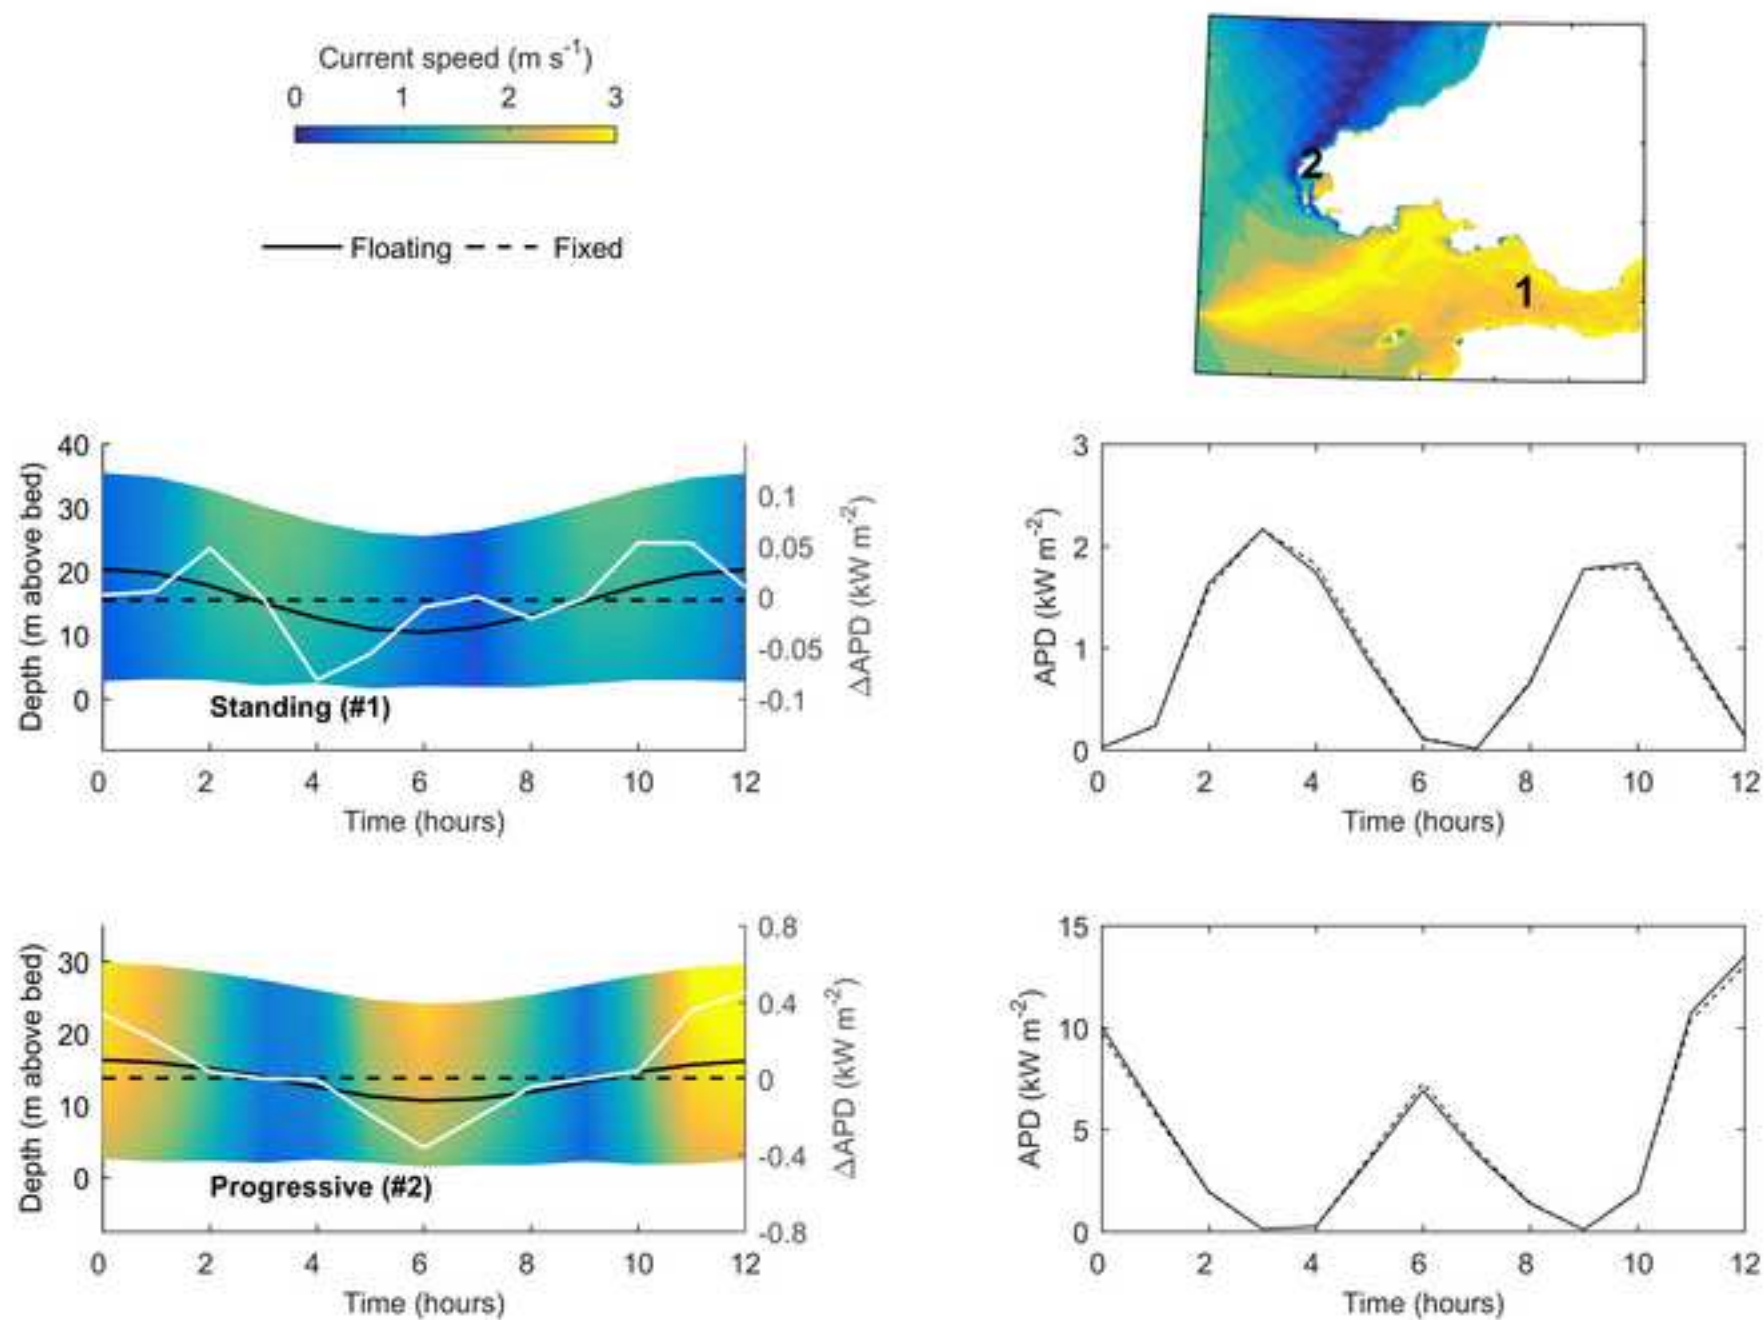 Current speed (m s-1)
0 1 2 3
Floating Fixed
2
1
40
30
20
10
0
Depth (m above bed)
0.1
0.05
0
-0.05
-0.1
ΔAPD (kW m-2)
Standing (#1)
0 2 4 6 8 10 12
Time (hours)
3
2
1
0
APD (kW m-2)
0 2 4 6 8 10 12
Time (hours)
30
20
10
0
Depth (m above bed)
0.8
0.4
0
-0.4
-0.8
ΔAPD (kW m-2)
Progressive (#2)
0 2 4 6 8 10 12
Time (hours)
15
10
5
0
APD (kW m-2)
0 2 4 6 8 10 12
Time (hours)